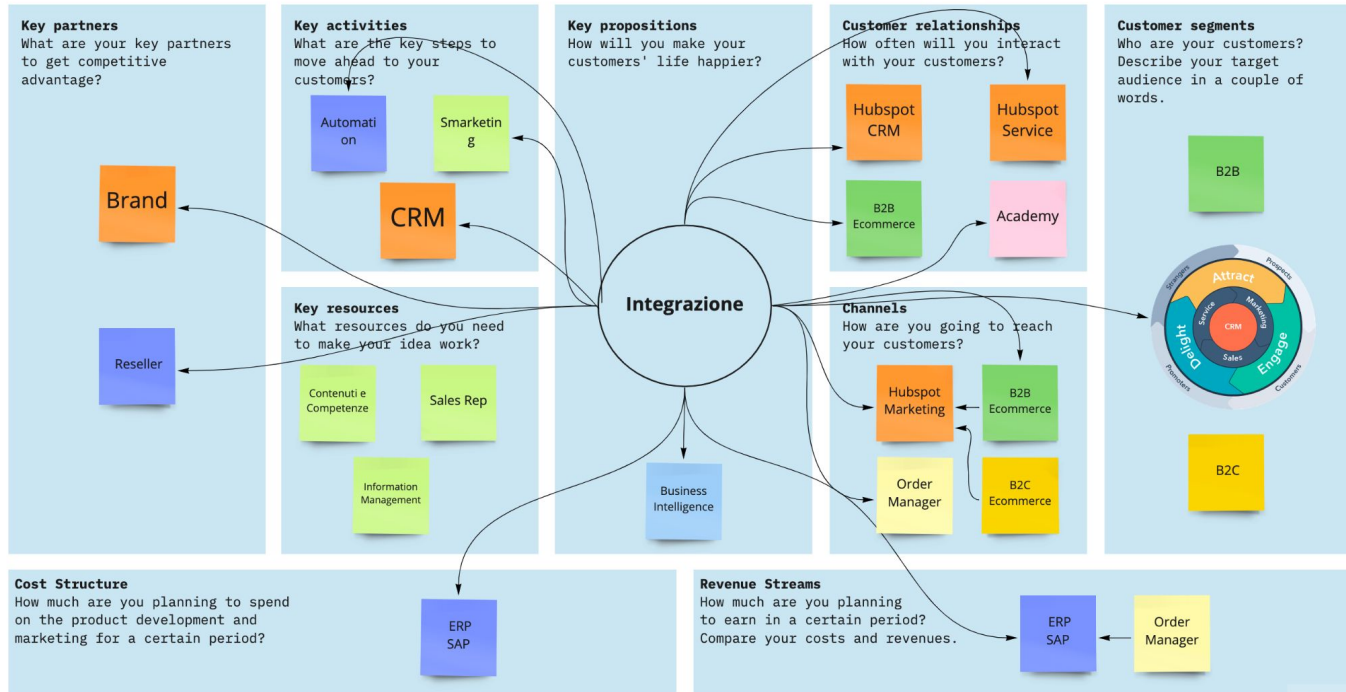 Key partners
What are your key partners
to get competitive
advantage?
Brand
Reseller
Key activities
What are the key steps to
move ahead to your
customers?
Automati
on
Smarketin
g
CRM
Key resources
What resources do you need
to make your idea work?
Contenuti e
Competenze
Sales Rep
Information
Management
Key propositions
How will you make your
customers' life happier?
Integrazione
Business
Intelligence
Customer relationships
How often will you interact
with your customers?
Hubspot
CRM
Hubspot
Service
B2B
Ecommerce
Academy
Channels
How are you going to reach
your customers?
Hubspot
Marketing
B2B
Ecommerce
Order
Manager
B2C
Ecommerce
Customer segments
Who are your customers?
Describe your target
audience in a couple of
words.
B2B
Strangers
Prospects
Attract
Service
Marketing
CRM
Sales
Delight
Engage
Promoters
Customers
B2C
Cost Structure
How much are you planning to spend
on the product development and
marketing for a certain period?
ERP
SAP
Revenue Streams
How much are you planning
to earn in a certain period?
Compare your costs and revenues.
ERP
SAP
Order
Manager